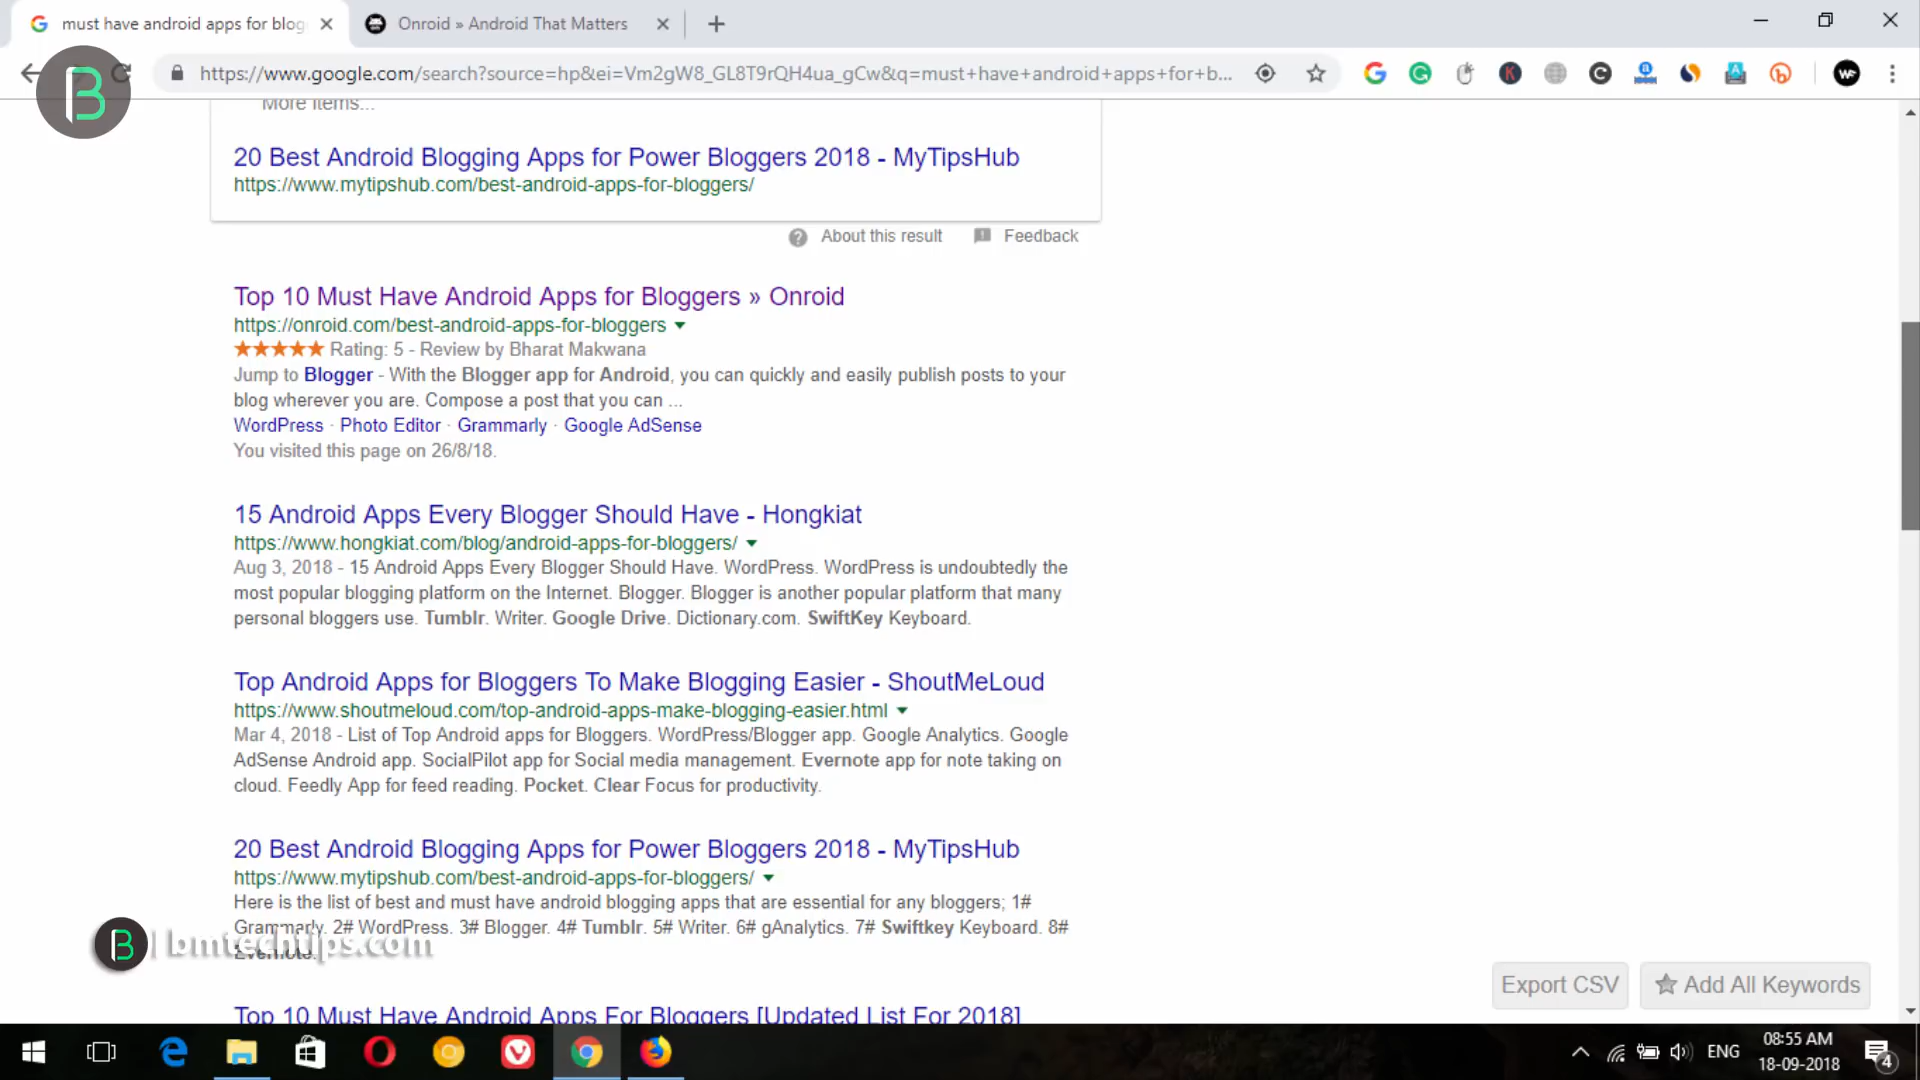 must have android apps for blog
Onroid » Android That Matters
https://www.google.com/search?source=hp&ei=Vm2gW8_GL8T9rQH4ua_gCw&q=must+have+android+apps+for+b...
More items...
20 Best Android Blogging Apps for Power Bloggers 2018 - MyTipsHub
https://www.mytipshub.com/best-android-apps-for-bloggers/
About this result
Feedback
Top 10 Must Have Android Apps for Bloggers » Onroid
https://onroid.com/best-android-apps-for-bloggers
Rating: 5 - Review by Bharat Makwana
Jump to Blogger - With the Blogger app for Android, you can quickly and easily publish posts to your
blog wherever you are. Compose a post that you can ...
WordPress · Photo Editor · Grammarly · Google AdSense
You visited this page on 26/8/18.
15 Android Apps Every Blogger Should Have - Hongkiat
https://www.hongkiat.com/blog/android-apps-for-bloggers/
Aug 3, 2018 - 15 Android Apps Every Blogger Should Have. WordPress. WordPress is undoubtedly the
most popular blogging platform on the Internet. Blogger. Blogger is another popular platform that many
personal bloggers use. Tumblr. Writer. Google Drive. Dictionary.com. SwiftKey Keyboard.
Top Android Apps for Bloggers To Make Blogging Easier - ShoutMeLoud
https://www.shoutmeloud.com/top-android-apps-make-blogging-easier.html
Mar 4, 2018 - List of Top Android apps for Bloggers. WordPress/Blogger app. Google Analytics. Google
AdSense Android app. SocialPilot app for Social media management. Evernote app for note taking on
cloud. Feedly App for feed reading. Pocket. Clear Focus for productivity.
20 Best Android Blogging Apps for Power Bloggers 2018 - MyTipsHub
https://www.mytipshub.com/best-android-apps-for-bloggers/
Here is the list of best and must have android blogging apps that are essential for any bloggers; 1#
Grammarly. 2# WordPress. 3# Blogger. 4# Tumblr. 5# Writer. 6# gAnalytics. 7# Swiftkey Keyboard. 8#
Evernote.
bmtechtips.com
Export CSV
Add All Keywords
Top 10 Must Have Android Apps For Bloggers [Updated List For 2018]
ENG
08:55 AM
18-09-2018
4